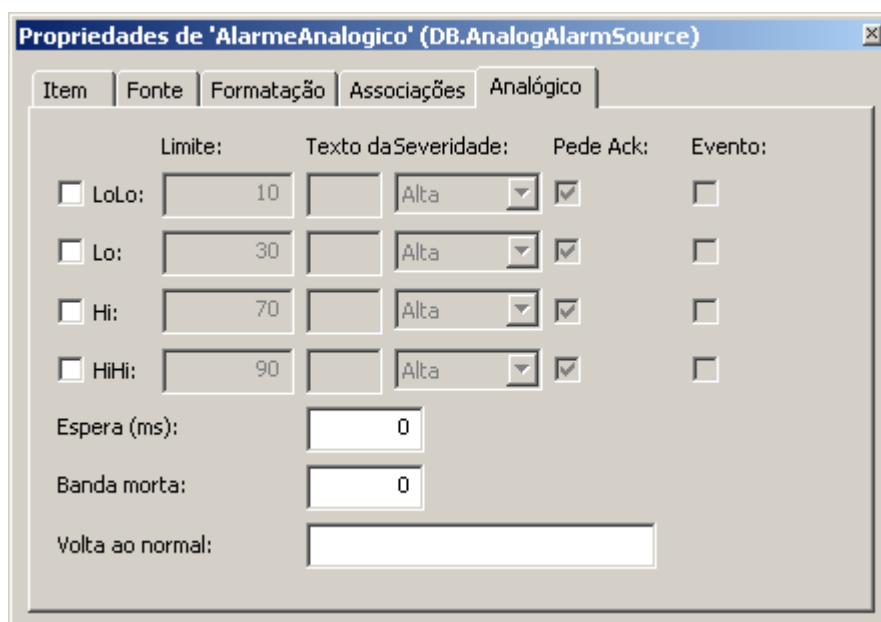 Propriedades de 'AlarmeAnalogico' (DB.AnalogAlarmSource)
Item Fonte Formatação Associações Analógico
Limite: Texto da Severidade: Pede Ack: Evento:
LoLo: 10 Alta
Lo: 30 Alta
Hi: 70 Alta
HiHi: 90 Alta
Espera (ms): 0
Banda morta: 0
Volta ao normal: